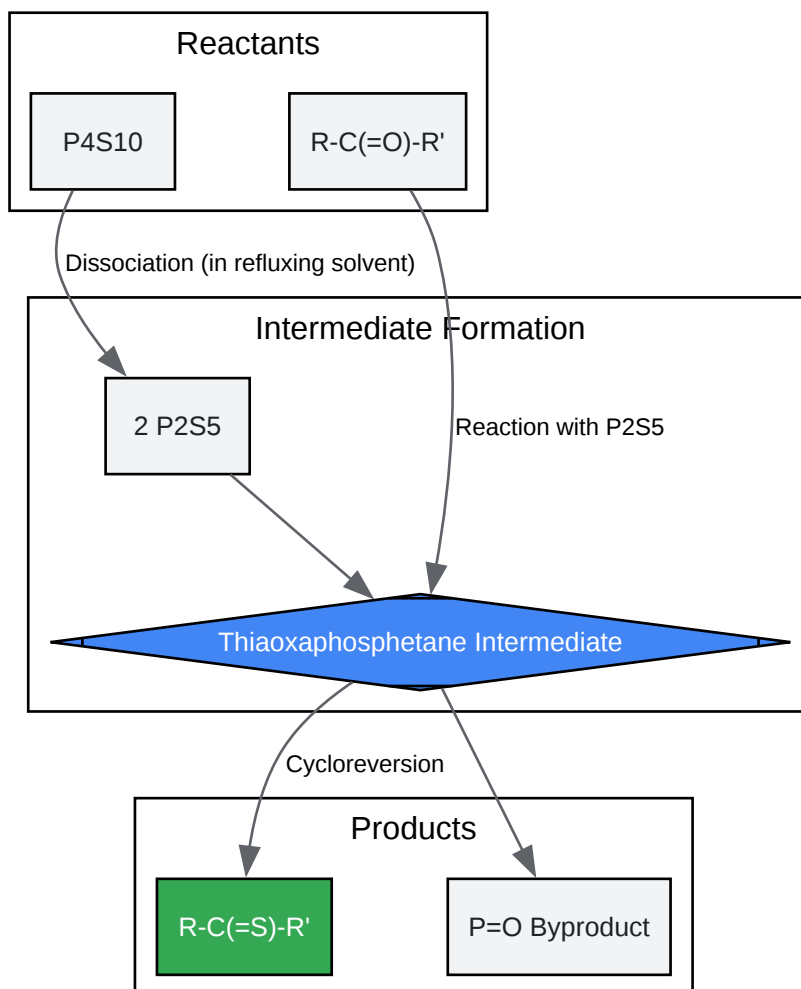 Reactants
P4S10
R-C(=O)-R'
Dissociation (in refluxing solvent)
Intermediate Formation
2 P2S5
Reaction with P2S5
Thiaoxaphosphetane Intermediate
Cycloreversion
Products
R-C(=S)-R'
P=O Byproduct